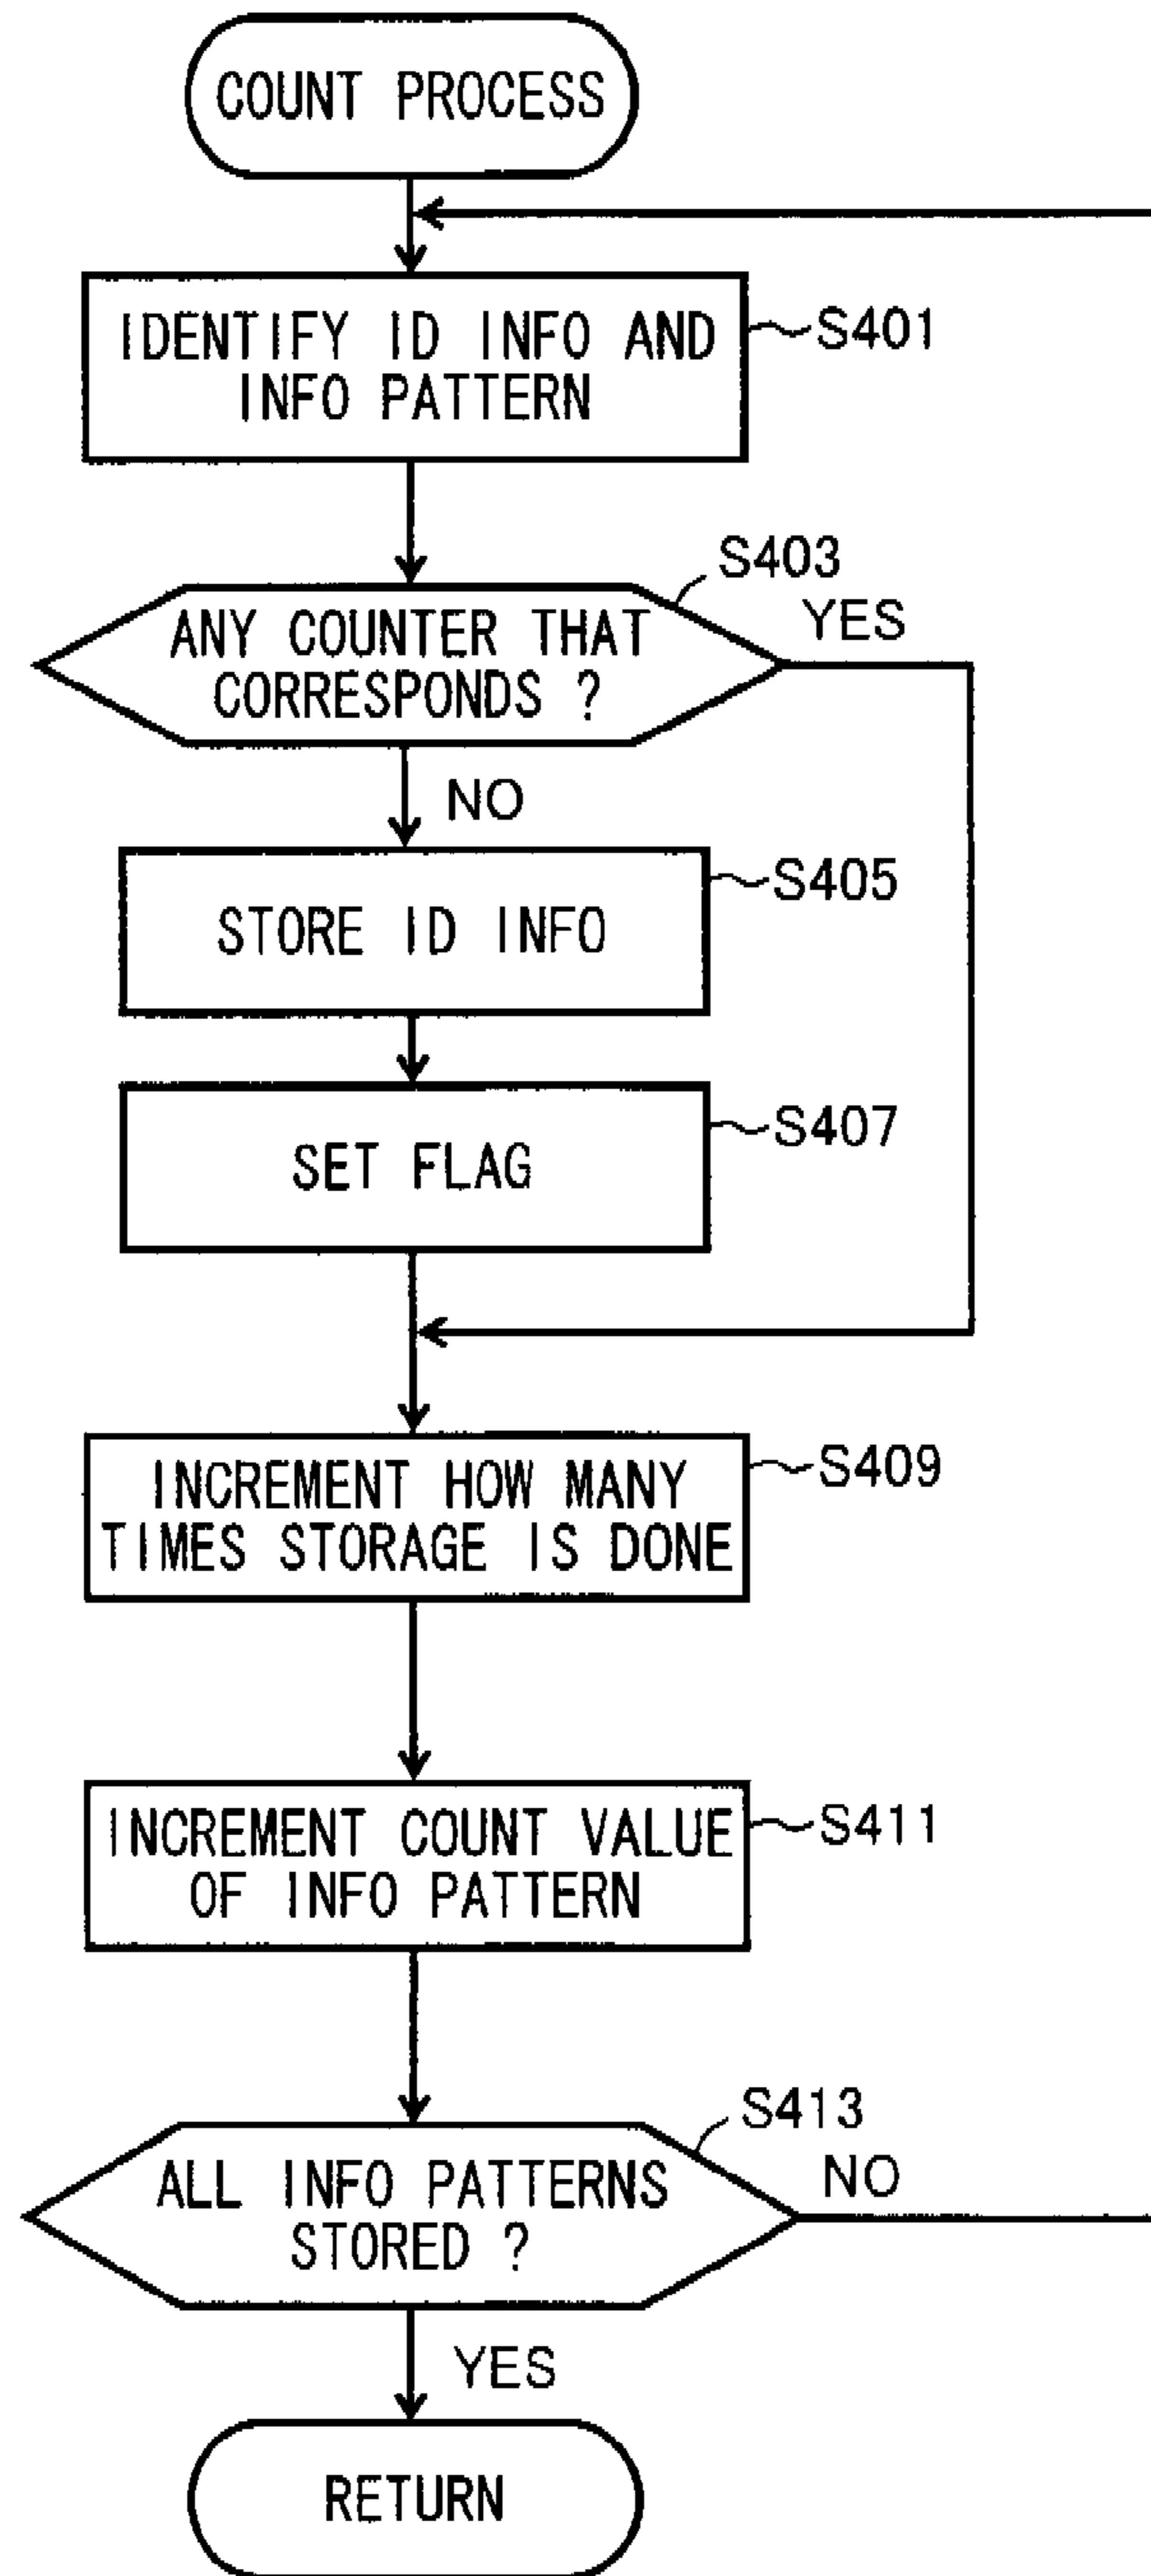 COUNT PROCESS
IDENTIFY ID INFO AND
INFO PATTERN
S401
S403
ANY COUNTER THAT
CORRESPONDS ?
YES
NO
STORE ID INFO
S405
SET FLAG
S407
INCREMENT HOW MANY
TIMES STORAGE IS DONE
S409
INCREMENT COUNT VALUE
OF INFO PATTERN
S411
S413
ALL INFO PATTERNS
STORED ?
NO
YES
RETURN